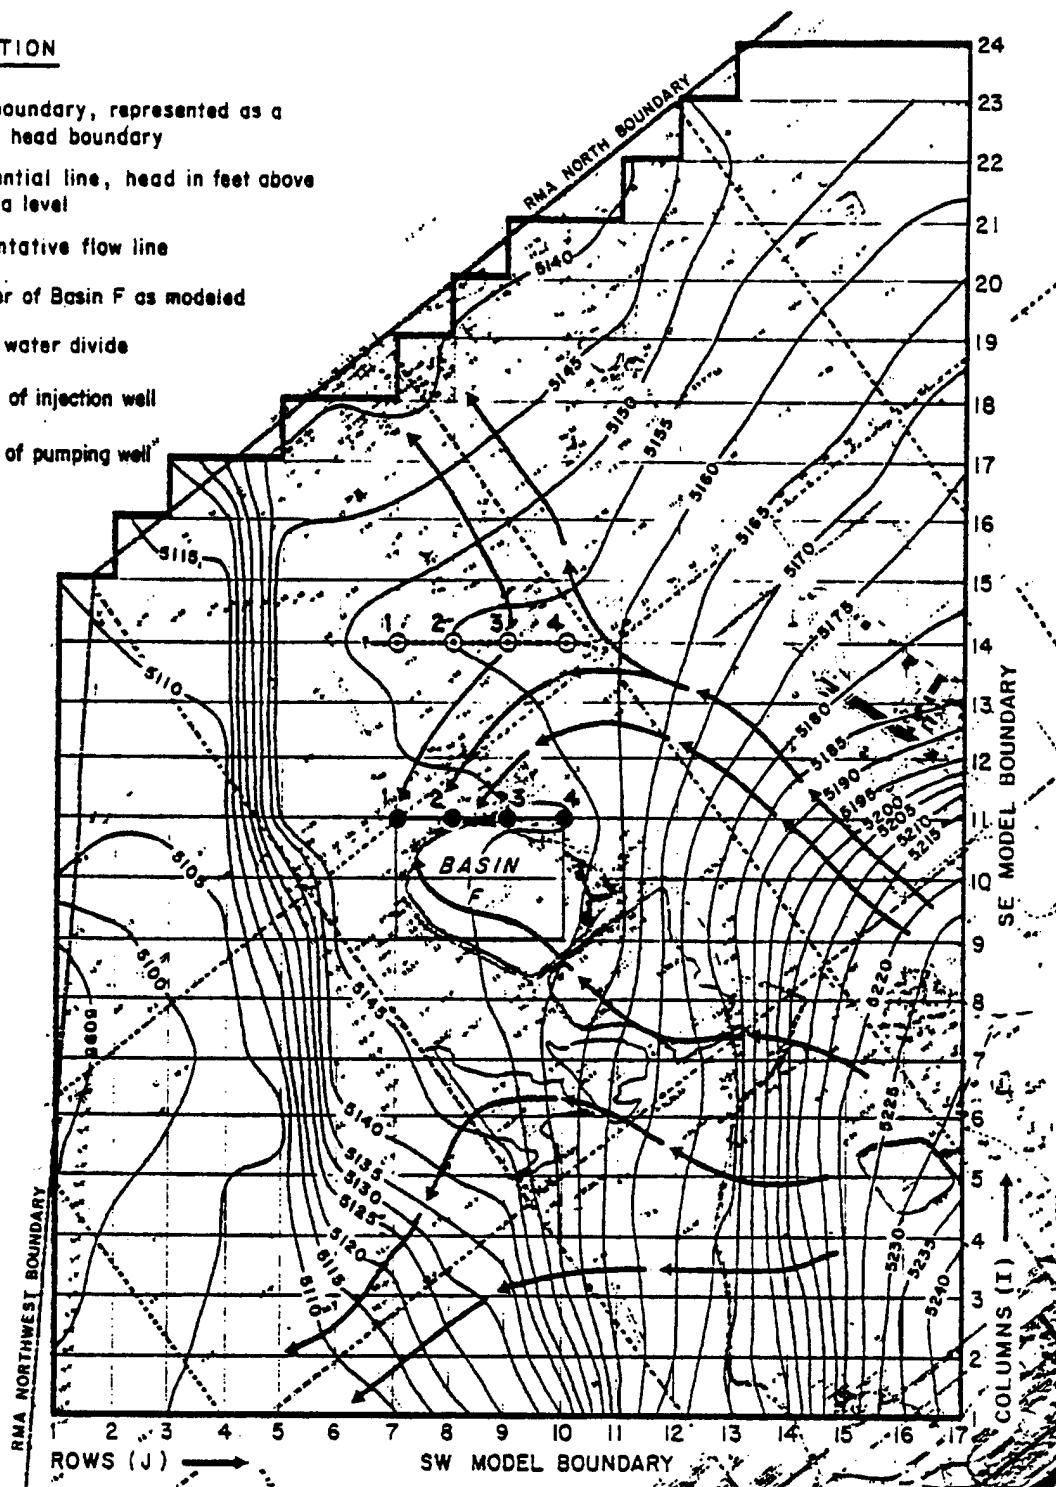 TION
oundary, represented as a
head boundary
ntial line, head in feet above
a level
ntative flow line
er of Basin F as modeled
water divide
of injection well
of pumping well
RMA NORTH BOUNDARY
24
23
22
21
20
19
18
17
16
15
14
13
12
11
10
9
8
7
6
5
4
3
2
1
SE MODEL BOUNDARY
COLUMNS (I)
5140
5145
5150
5155
5160
5165
5170
5175
5180
5185
5190
5195
5200
5205
5210
5215
5220
5225
5230
5235
5240
5115
5110
5105
5100
5095
5145
5140
5135
5130
5125
5120
5115
5110
1 2 3 4
2 3 4
BASIN
F
RMA NORTHWEST BOUNDARY
1 2 3 4 5 6 7 8 9 10 11 12 13 14 15 16 17
ROWS (J)
SW MODEL BOUNDARY